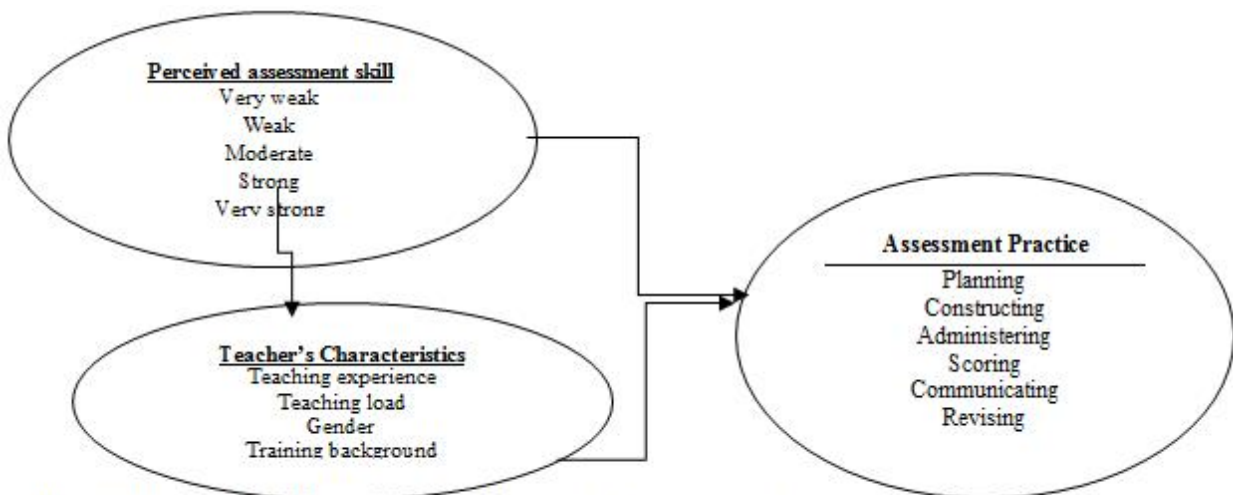 Perceived assessment skill
Very weak
Weak
Moderate
Strong
Very strong
Teacher's Characteristics
Teaching experience
Teaching load
Gender
Training background
Assessment Practice
Planning
Constructing
Administering
Scoring
Communicating
Revising